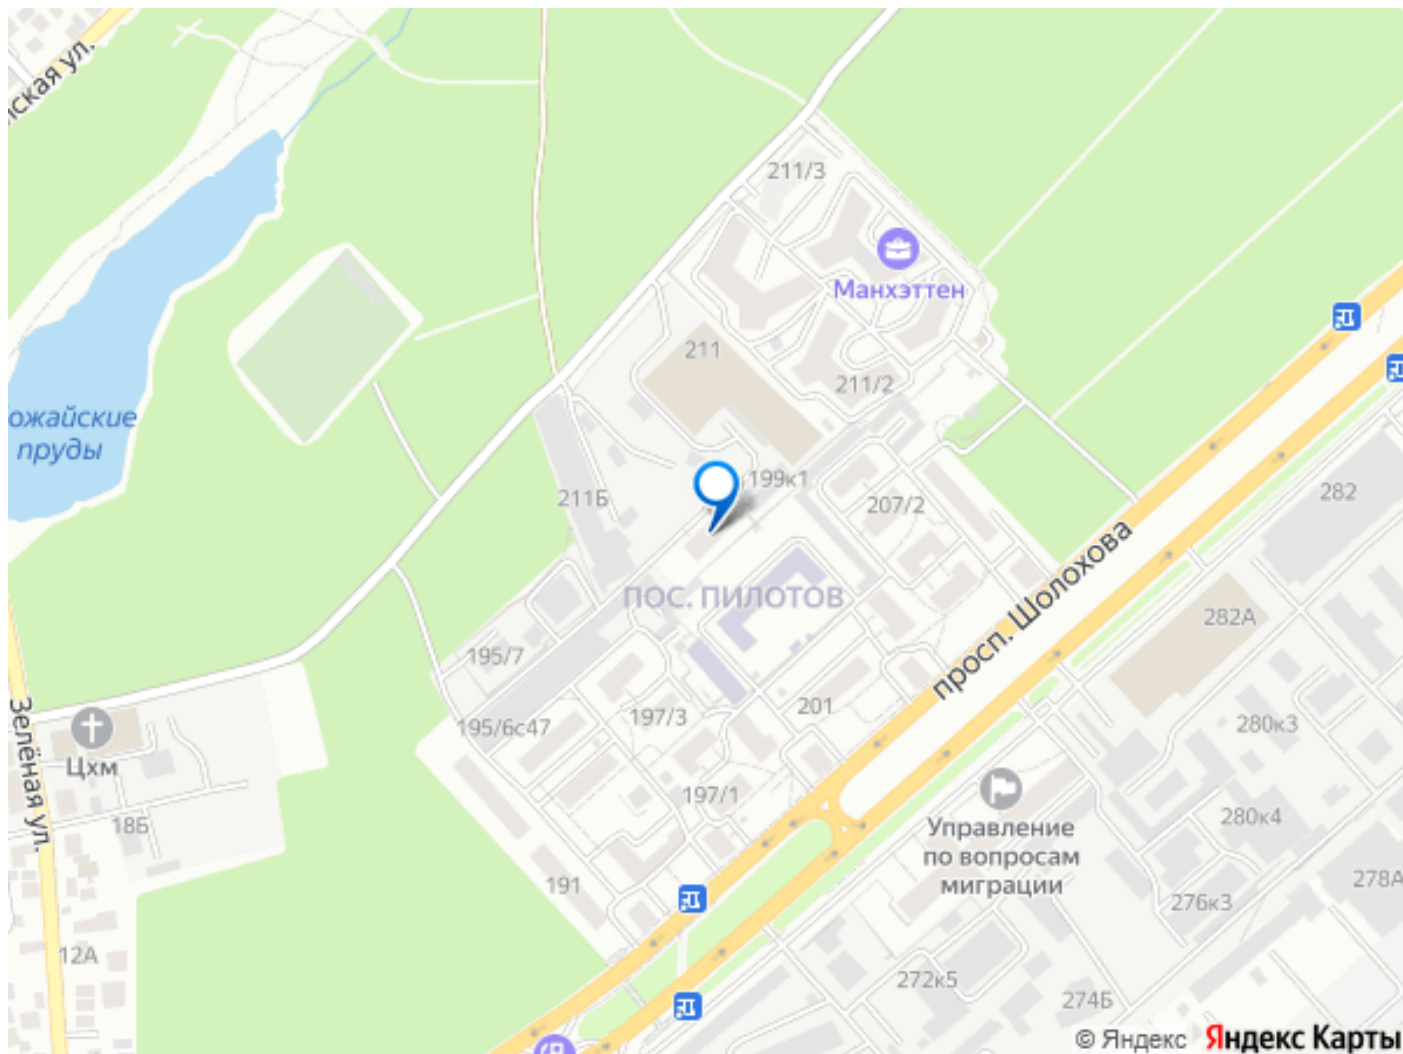 нская ул.
211/3
Манхэттен
211
211/2
ожайские
пруды
199к1
282
211Б
207/2
просп. Шолохова
ПОС. ПИЛОТОВ
282А
195/7
Зелёная ул.
197/3
201
195/6с47
280к3
Цхм
197/1
18Б
280к4
Управление
по вопросам
миграции
191
278А
276к3
12А
272к5
274Б
© Яндекс Яндекс Карты